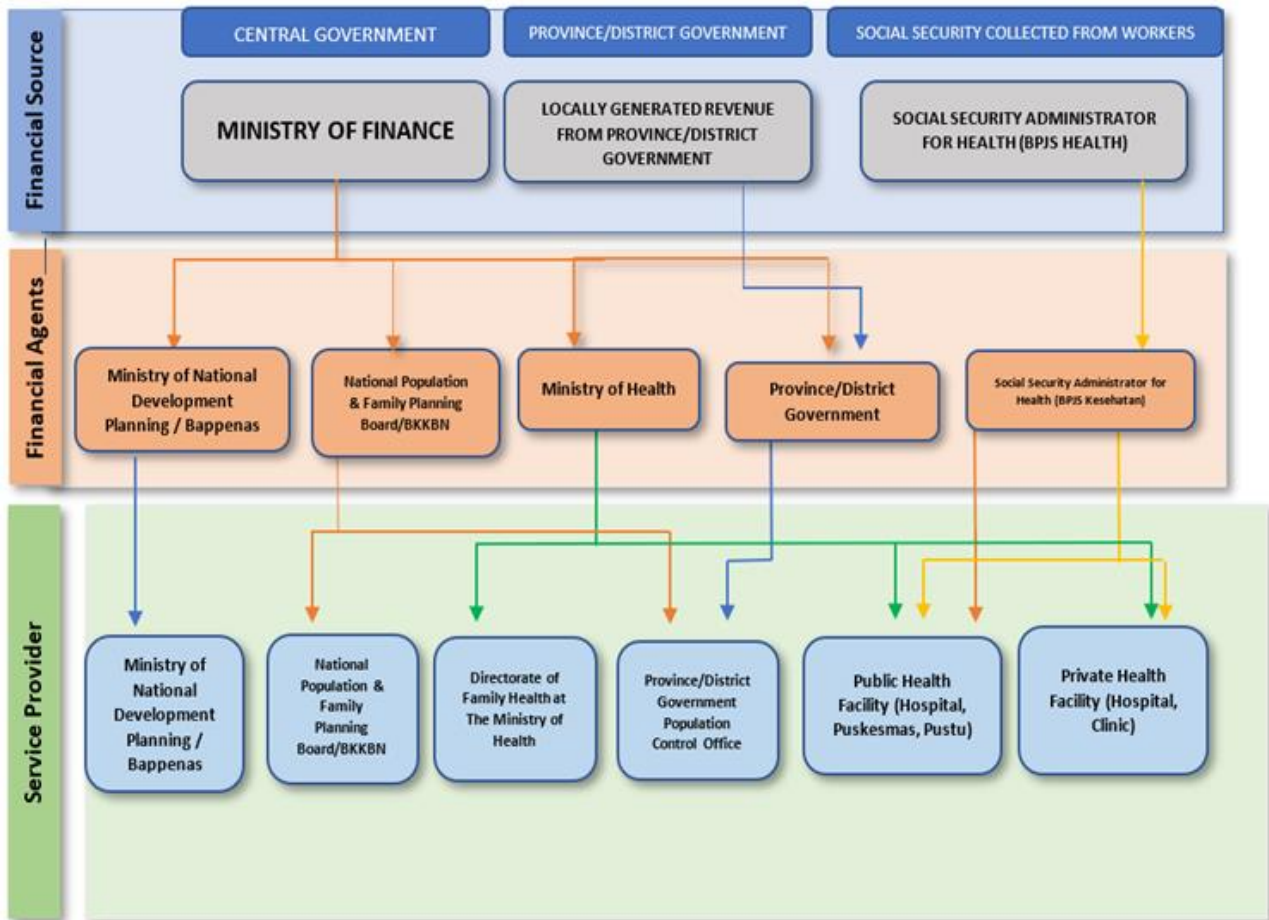 Financial Source
CENTRAL GOVERNMENT
PROVINCE/DISTRICT GOVERNMENT
SOCIAL SECURITY COLLECTED FROM WORKERS
MINISTRY OF FINANCE
LOCALLY GENERATED REVENUE
FROM PROVINCE/DISTRICT
GOVERNMENT
SOCIAL SECURITY ADMINISTRATOR
FOR HEALTH (BPJS HEALTH)
Financial Agents
Ministry of National
Development
Planning / Bappenas
National Population
& Family Planning
Board/BKKBN
Ministry of Health
Province/District
Government
Social Security Administrator for
Health (BPJS Kesehatan)
Service Provider
Ministry of
National
Development
Planning /
Bappenas
National
Population &
Family
Planning
Board/BKKBN
Directorate of
Family Health at
The Ministry of
Health
Province/District
Government
Population
Control Office
Public Health
Facility (Hospital,
Puskesmas, Pustu)
Private Health
Facility (Hospital,
Clinic)